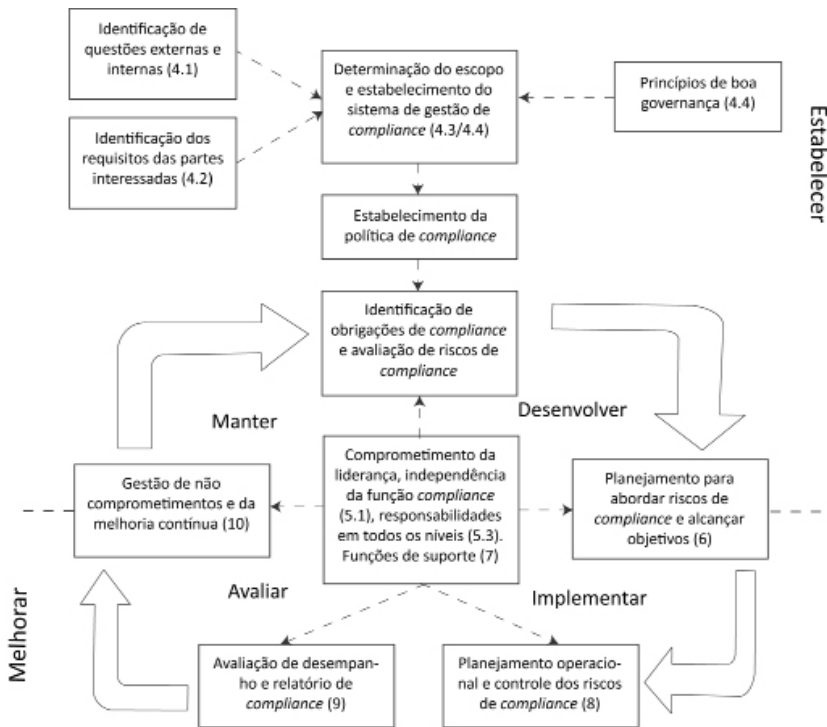 Identificação de
questões externas e
internas (4.1)
Determinação do escopo
e estabelecimento do
sistema de gestão de
compliance (4.3/4.4)
Princípios de boa
governança (4.4)
Identificação dos
requisitos das partes
interessadas (4.2)
Estabelecer
Estabelecimento da
política de compliance
Identificação de
obrigações de compliance
e avaliação de riscos de
compliance
Manter
Desenvolver
Gestão de não
comprometimentos e da
melhoria contínua (10)
Comprometimento da
liderança, independência
da função compliance
(5.1), responsabilidades
em todos os níveis (5.3).
Funções de suporte (7)
Planejamento para
abordar riscos de
compliance e alcançar
objetivos (6)
Avaliar
Implementar
Melhorar
Avaliação de desempan-
ho e relatório de
compliance (9)
Planejamento operacio-
nal e controle dos riscos
de compliance (8)